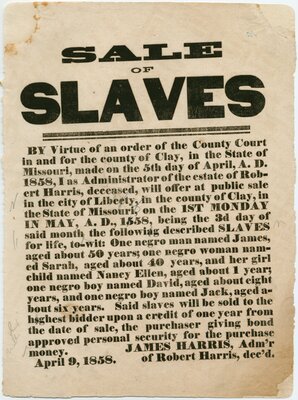 SALE
OF
SLAVES
BY Virtue of an order of the County Court
in and for the county of Clay, in the State of
Missouri, made on the 5th day of April, A. D.
1858, I as Administrator of the estate of Rob-
ert Harris, deceased, will offer at public sale
in the city of Liberty, in the county of Clay, in
the State of Missouri, on the 1ST MONDAY
IN MAY, A. D., 1558, being the 3d day of
said month the following described SLAVES
for life, to-wit: One negro man named James,
aged about 50 years; one negro woman nam-
ed Sarah, aged about 40 years, and her girl
child named Nancy Ellen, aged about 1 year;
one negro boy named David, aged about eight
years, and one negro boy named Jack, aged a-
bout six years. Said slaves will be sold to the
highest bidder upon a credit of one year from
the date of sale, the purchaser giving bond
approved personal security for the purchase
money. JAMES HARRIS, Adm'r
April 9, 1858. of Robert Harris, dec'd.